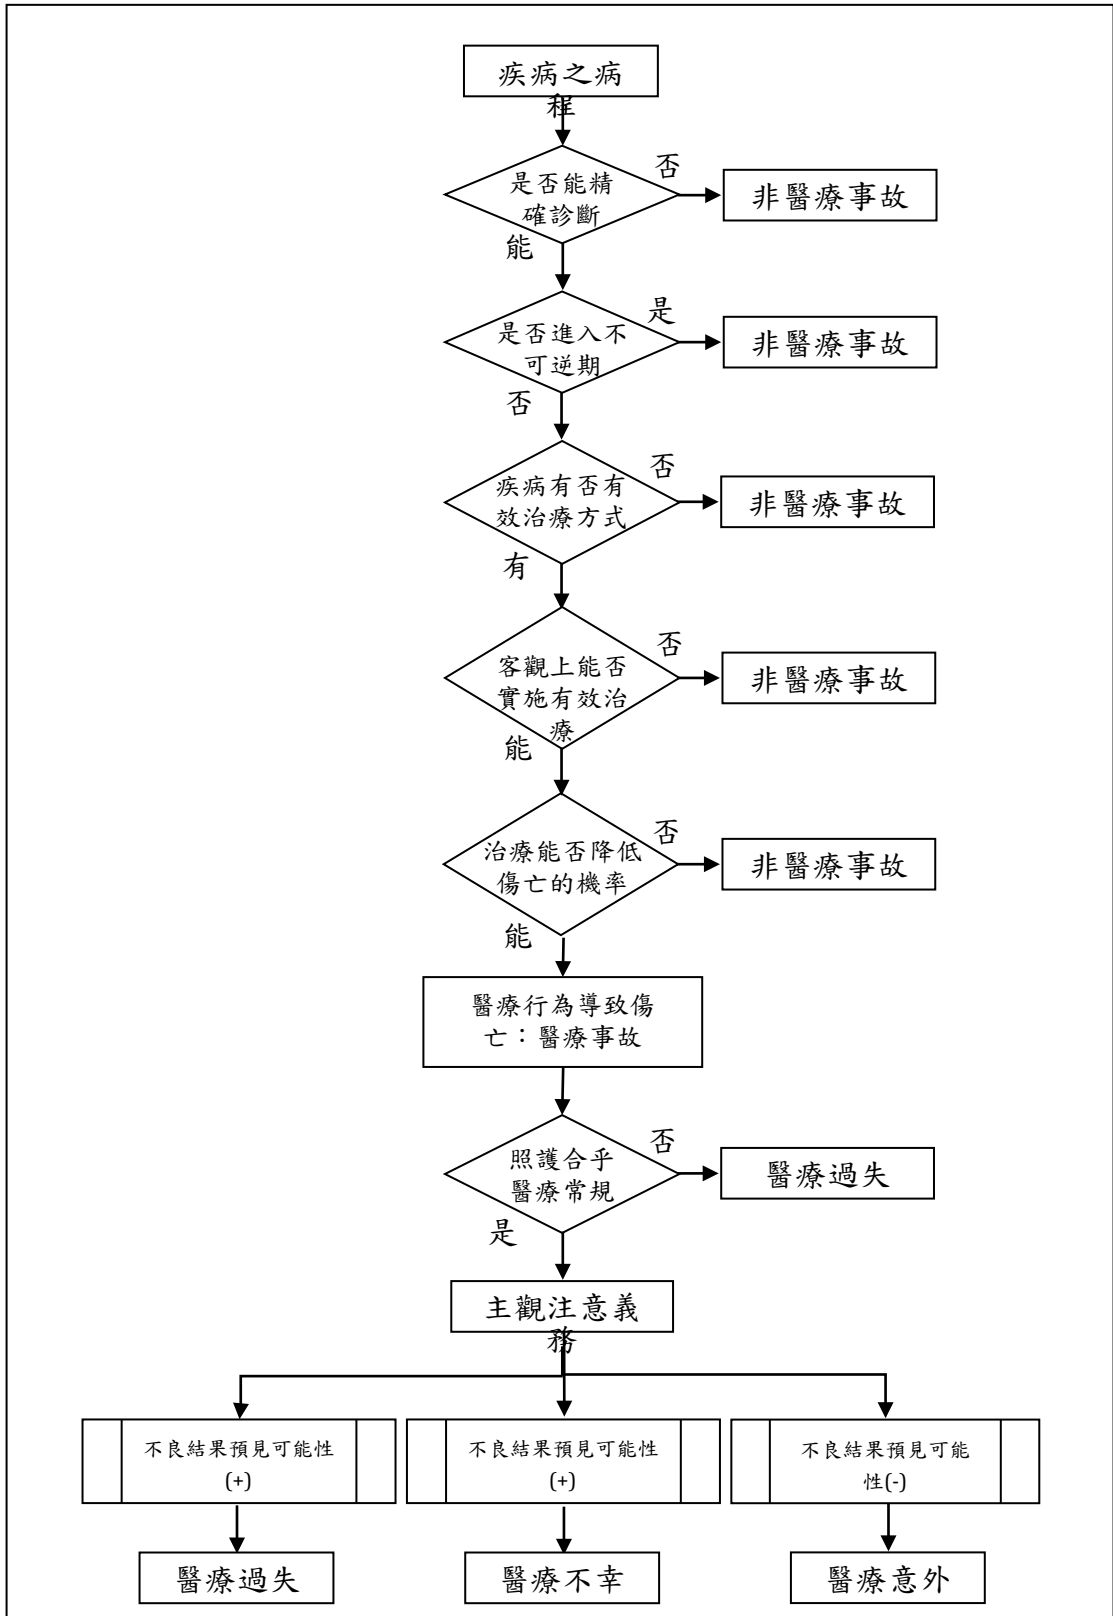 疾病之病
程
是否能精
確診斷
否
非醫療事故
能
是否進入不
可逆期
是
非醫療事故
否
疾病有否有
效治療方式
否
非醫療事故
有
客觀上能否
實施有效治
療
否
非醫療事故
能
治療能否降低
傷亡的機率
否
非醫療事故
能
醫療行為導致傷
亡：醫療事故
照護合乎
醫療常規
否
醫療過失
是
主觀注意義
務
不良結果預見可能性
(+)
不良結果預見可能性
(+)
不良結果預見可能
性(-)
醫療過失
醫療不幸
醫療意外